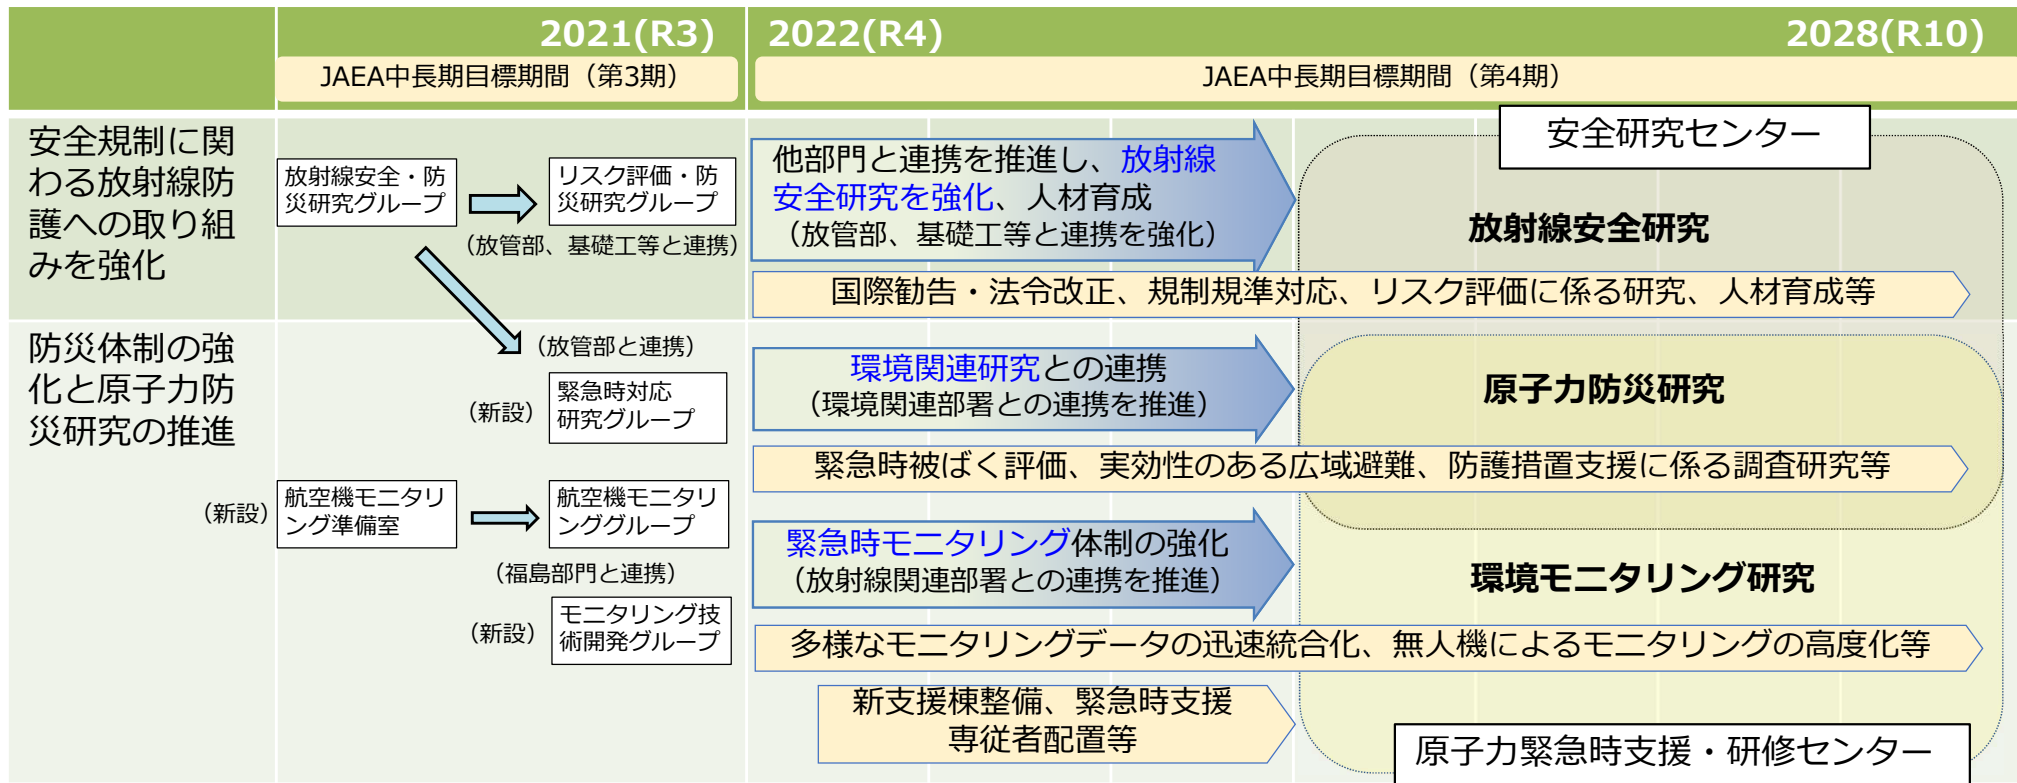 2021(R3)
2022(R4)
2028(R10)
JAEA中長期目標期間（第3期）
JAEA中長期目標期間（第4期）
安全規制に関
わる放射線防
護への取り組
みを強化
放射線安全・防
災研究グループ
リスク評価・防
災研究グループ
（放管部、基礎工等と連携）
他部門と連携を推進し、放射線
安全研究を強化、人材育成
（放管部、基礎工等と連携を強化）
安全研究センター
放射線安全研究
国際勧告・法令改正、規制規準対応、リスク評価に係る研究、人材育成等
防災体制の強
化と原子力防
災研究の推進
（放管部と連携）
（新設）
緊急時対応
研究グループ
環境関連研究との連携
（環境関連部署との連携を推進）
原子力防災研究
緊急時被ばく評価、実効性のある広域避難、防護措置支援に係る調査研究等
（新設）
航空機モニタリ
ング準備室
航空機モニタリ
ンググループ
（福島部門と連携）
（新設）
モニタリング技
術開発グループ
緊急時モニタリング体制の強化
（放射線関連部署との連携を推進）
環境モニタリング研究
多様なモニタリングデータの迅速統合化、無人機によるモニタリングの高度化等
新支援棟整備、緊急時支援
専従者配置等
原子力緊急時支援・研修センター